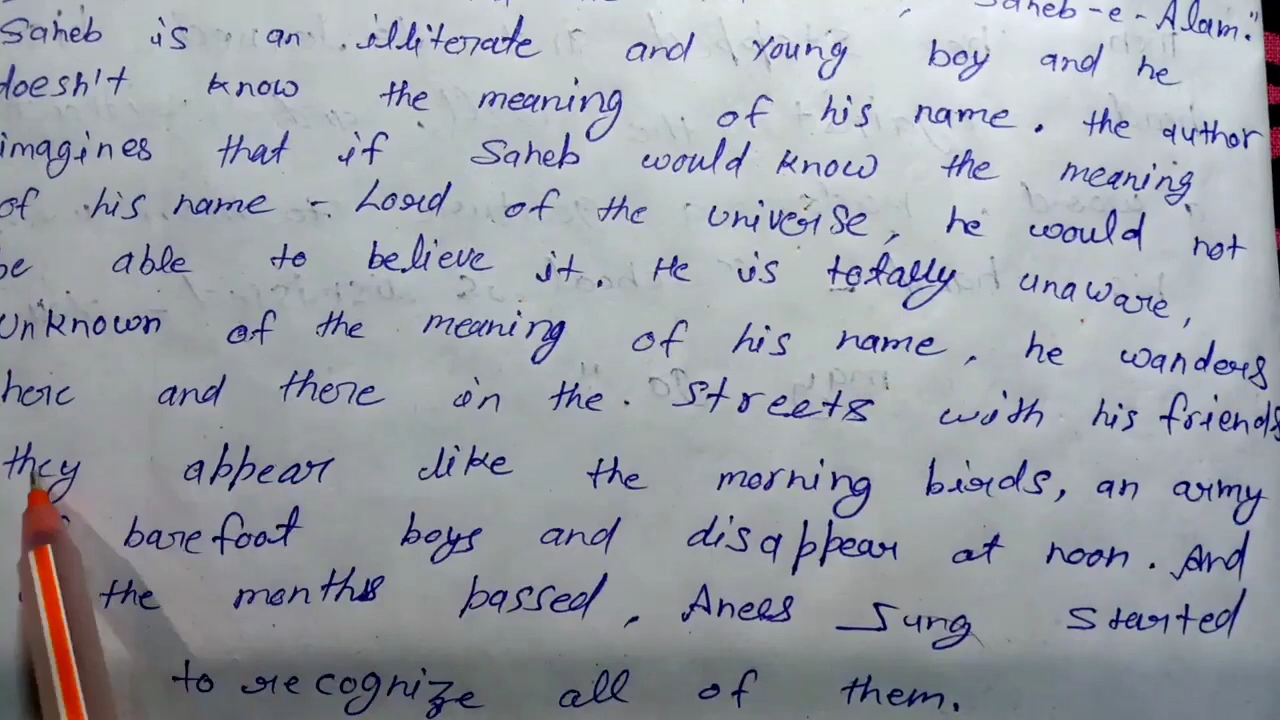 Saheb-e-Alam."
Saheb is an illiterate and young boy and he
doesn't know the meaning of his name. the author
imagines that if Saheb would know the meaning
of his name - Lord of the universe, he would not
be able to believe it. He is totally unaware,
unknown of the meaning of his name, he wanders
here and there in the streets with his friends
they appear like the morning birds, an army
barefoot boys and disappear at noon. And
the months passed, Anees Jung started
to recognize all of them.